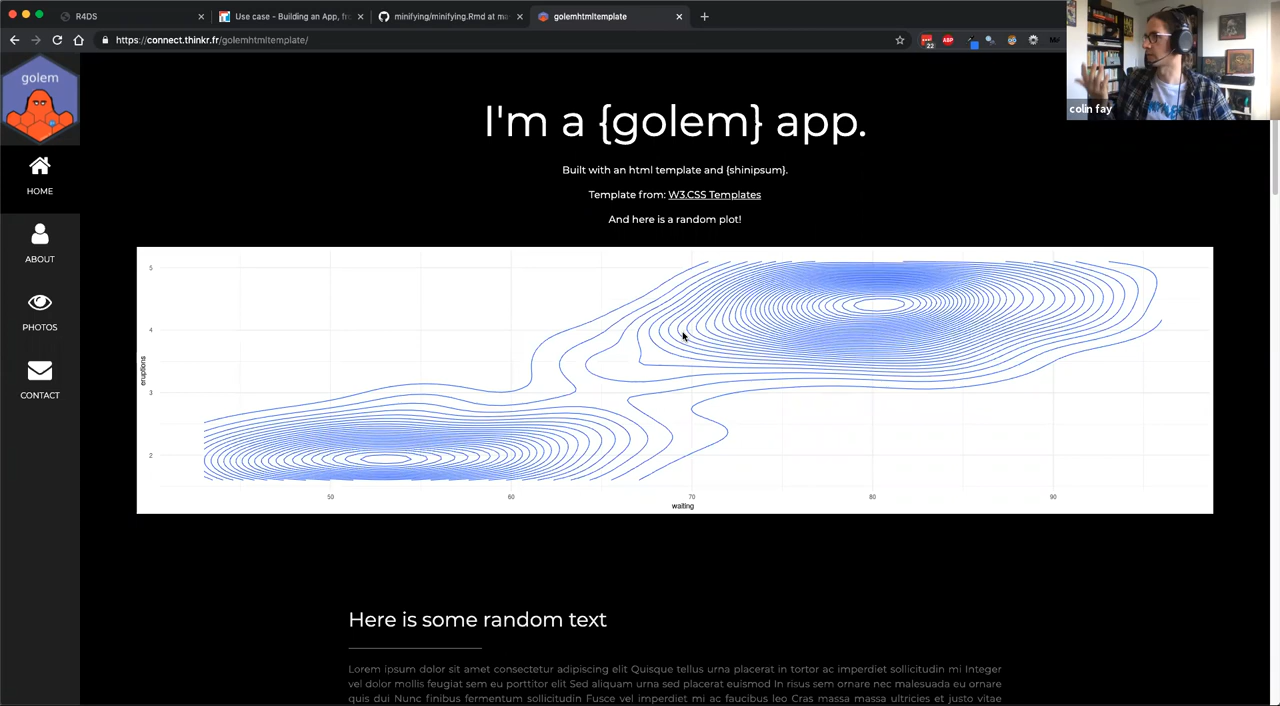 R4DS
Use case - Building an App, fr
minifying/minifying.Rmd at ma
golemhtmltemplate
https://connect.thinkr.fr/golemhtmltemplate/
22
ABP
colin fay
golem
HOME
ABOUT
PHOTOS
CONTACT
I'm a {golem} app.
Built with an html template and {shinipsum}.
Template from: W3.CSS Templates
And here is a random plot!
eruptions
5
4
3
2
50
60
70
80
90
waiting
Here is some random text
Lorem ipsum dolor sit amet consectetur adipiscing elit Quisque tellus urna placerat in tortor ac imperdiet sollicitudin mi Integer
vel dolor mollis feugiat sem eu porttitor elit Sed aliquam urna sed placerat euismod In risus sem ornare nec malesuada eu ornare
quis dui Nunc finibus fermentum sollicitudin Fusce vel imperdiet mi ac faucibus leo Cras massa massa ultricies et justo vitae